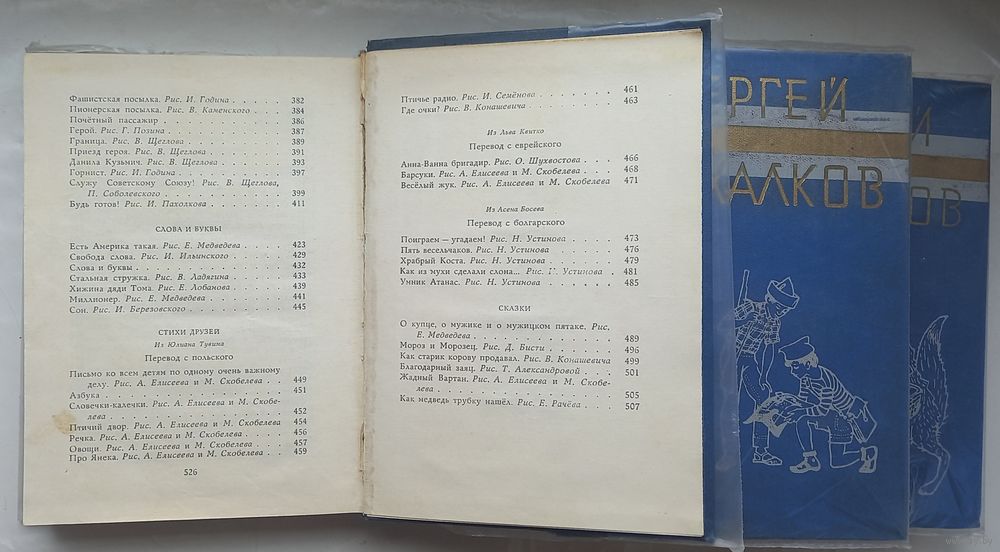 Фашистская посылка. Рис. И. Година . . . . . 382
Пионерская посылка. Рис. В. Каневского . . . . 384
Почётный пассажир . . . . . . . . . 386
Герой. Рис. Г. Позина . . . . . . . . 387
Граница. Рис. В. Щеглова . . . . . . . 389
Приезд героя. Рис. В. Щеглова . . . . . . 391
Данила Кузьмич. Рис. В. Щеглова . . . . . 393
Горнист. Рис. И. Година . . . . . . . 397
Служу Советскому Союзу! Рис. В. Щеглова,
П. Соболевского . . . . . . . . . 399
Будь готов! Рис. И. Пахолкова . . . . . . 411
СЛОВА И БУКВЫ
Есть Америка такая. Рис. Е. Медведева . . . . 423
Свобода слова. Рис. И. Ильинского . . . . . 429
Слова и буквы . . . . . . . . . . 432
Стальная стружка. Рис. В. Ладягина . . . . . 433
Хижина дяди Тома. Рис. Е. Лобанова . . . . 439
Миллионер. Рис. Е. Медведева . . . . . . 441
Сон. Рис. И. Березовского . . . . . . . 445
СТИХИ ДРУЗЕЙ
Из Юлиана Тувима
Перевод с польского
Письмо ко всем детям по одному очень важному
делу. Рис. А. Елисеева и М. Скобелева . . . 449
Азбука . . . . . . . . . . . . 451
Словечки-калечки. Рис. А. Елисеева и М. Скобе-
лева . . . . . . . . . . . . 452
Птичий двор. Рис. А. Елисеева и М. Скобелева 454
Речка. Рис. А. Елисеева и М. Скобелева . . . . 456
Овощи. Рис. А. Елисеева и М. Скобелева . . . 457
Про Янека. Рис. А. Елисеева и М. Скобелева . . . 459
526
Птичье радио. Рис. И. Семёнова . . . . . . 461
Где очки? Рис. В. Конашевича . . . . . . 463
Из Льва Квитко
Перевод с еврейского
Анна-Ванна бригадир. Рис. О. Шухвостова . . . 466
Барсуки. Рис. А. Елисеева и М. Скобелева . . . 468
Весёлый жук. Рис. А. Елисеева и М. Скобелева 471
Из Асена Босева
Перевод с болгарского
Поиграем — угадаем! Рис. Н. Устинова . . . . 473
Пять весельчаков. Рис. Н. Устинова . . . . . 476
Храбрый Коста. Рис. Н. Устинова . . . . . 479
Как из мухи сделали слона... Рис. Н. Устинова . 481
Умник Атанас. Рис. Н. Устинова . . . . . . 485
СКАЗКИ
О купце, о мужике и о мужицком пятаке. Рис.
Е. Медведева . . . . . . . . . . 489
Мороз и Морозец. Рис. Д. Бисти . . . . . . 496
Как старик корову продавал. Рис. В. Конашевича 499
Благодарный заяц. Рис. Т. Александровой . . . 501
Жадный Вартан. Рис. А. Елисеева и М. Скобе-
лева . . . . . . . . . . . . 505
Как медведь трубку нашёл. Рис. Е. Рачёва . . . 507
РГЕЙ
АЛКОВ
И
ОВ